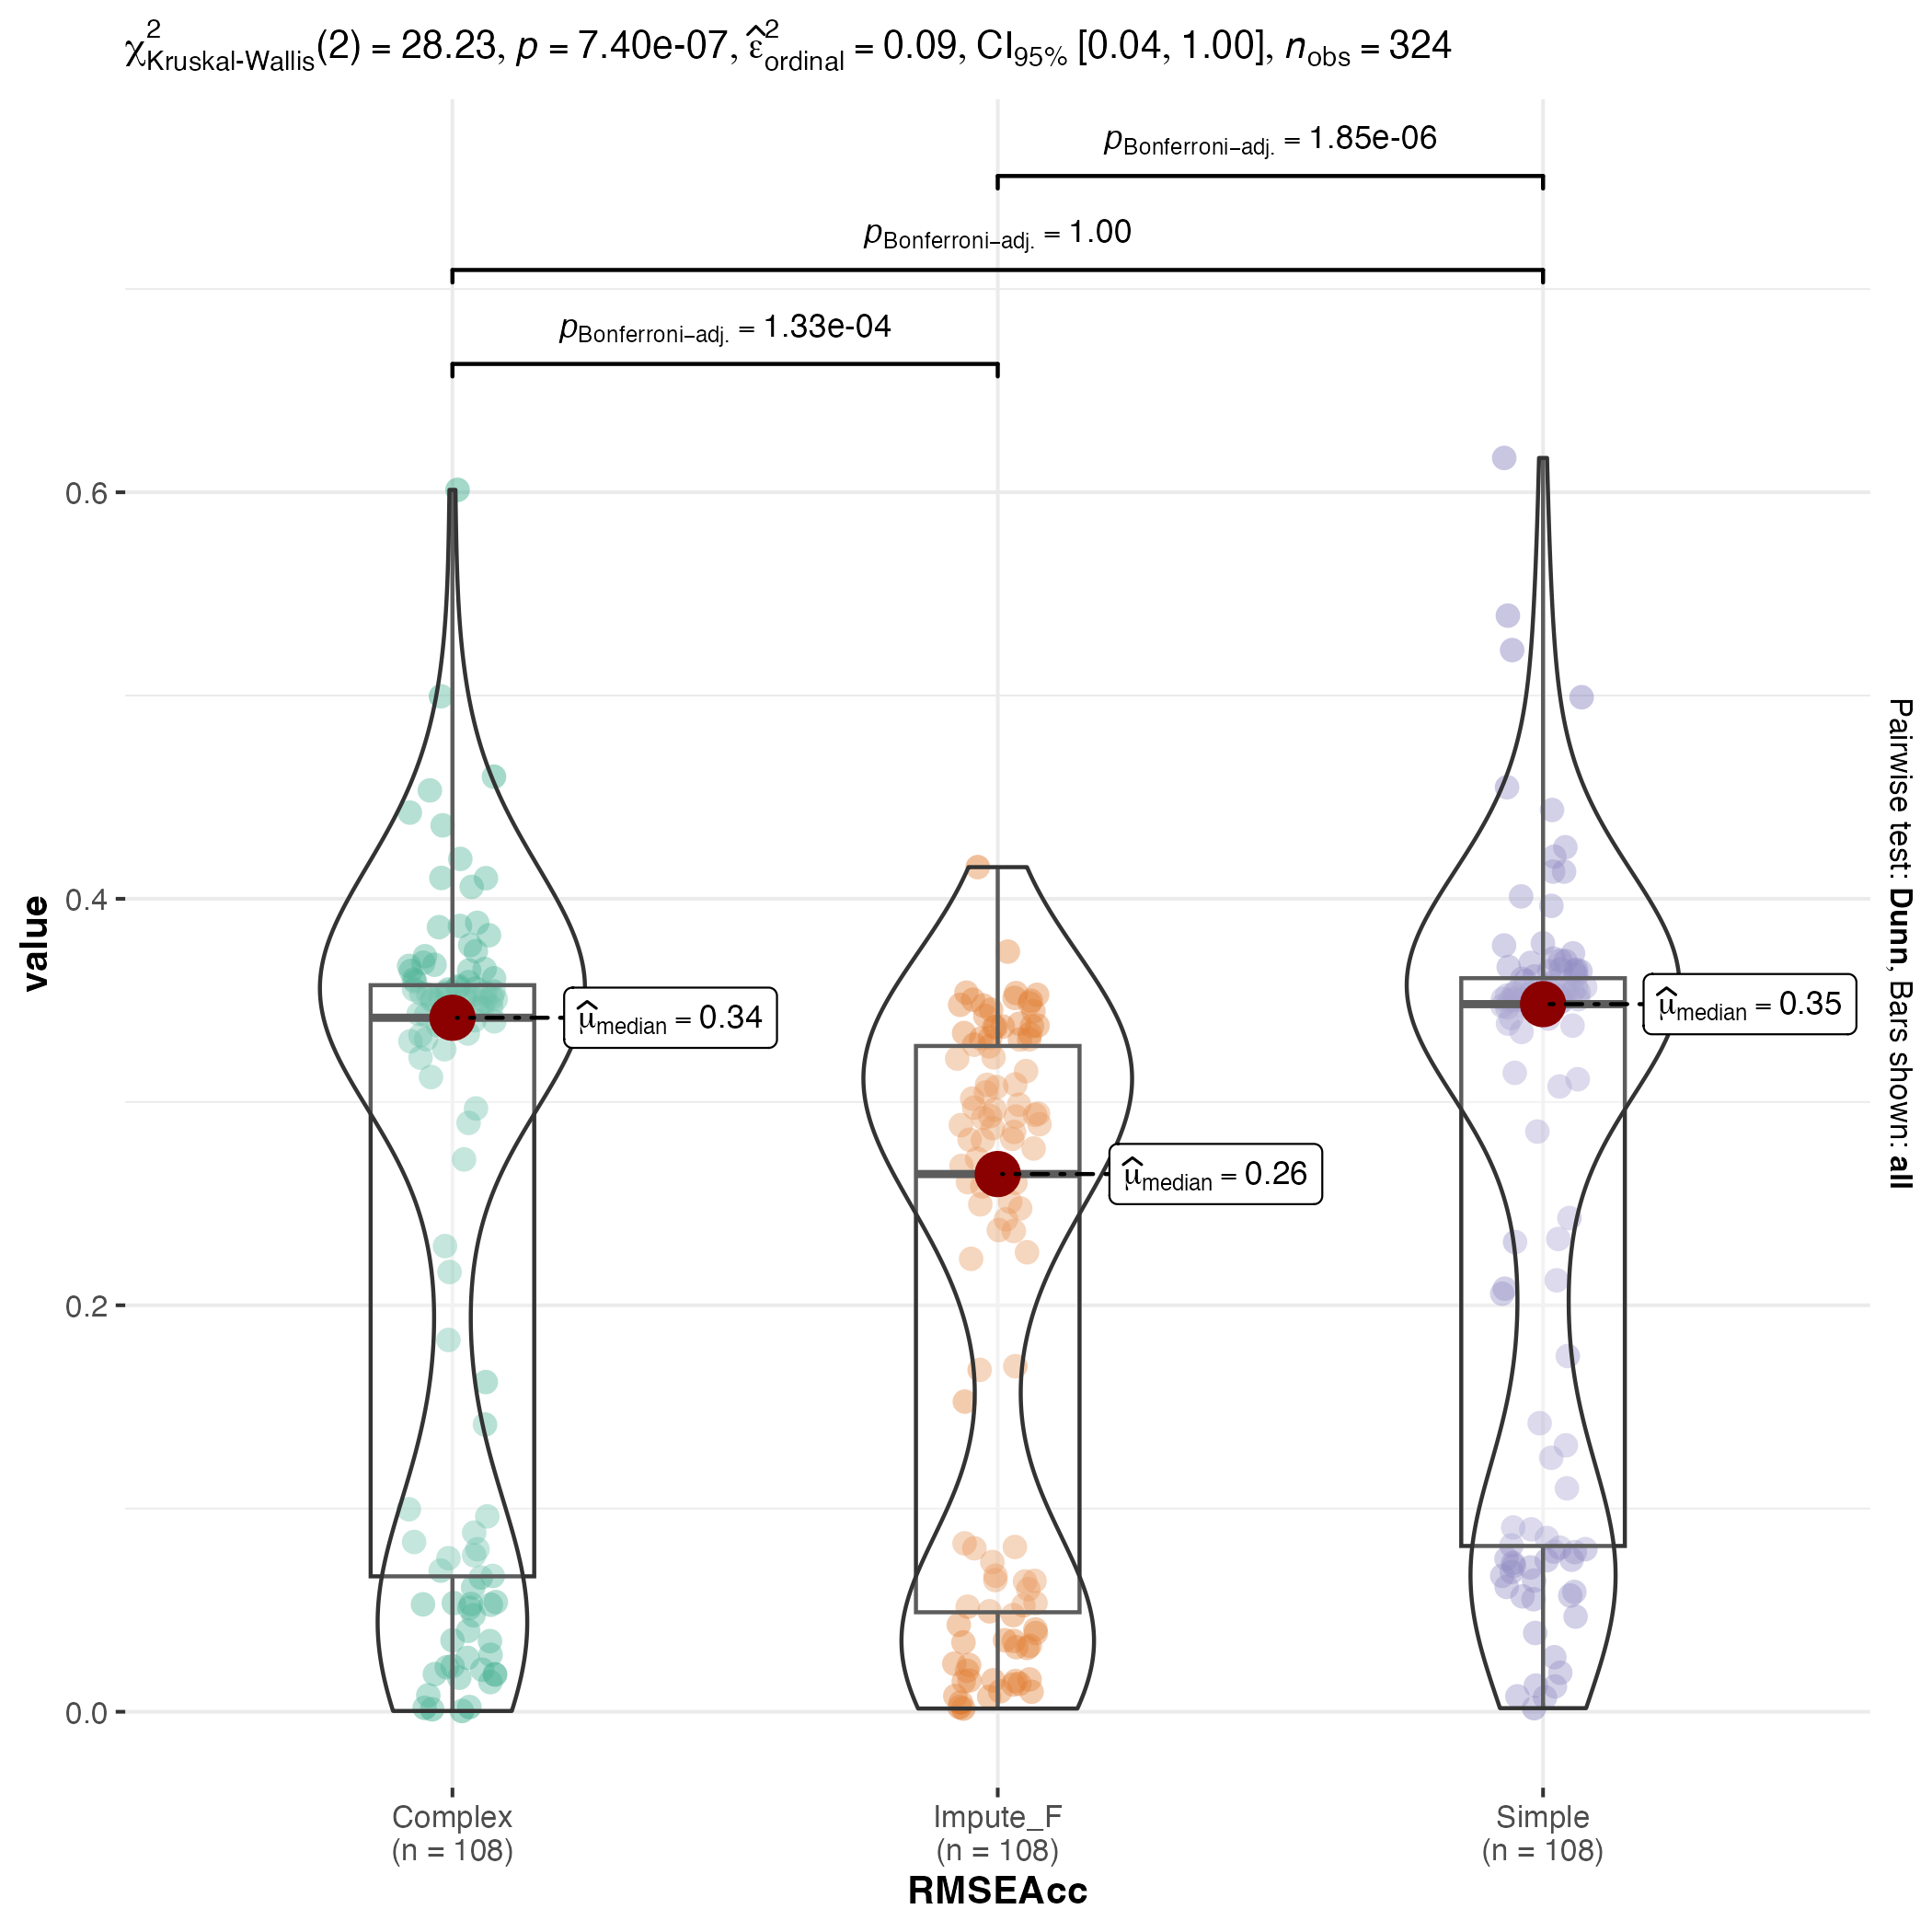 χ²Kruskal-Wallis(2) = 28.23, p = 7.40e-07, ε̂²ordinal = 0.09, CI95% [0.04, 1.00], nobs = 324
pBonferroni−adj. = 1.85e-06
pBonferroni−adj. = 1.00
pBonferroni−adj. = 1.33e-04
0.6
0.4
0.2
0.0
value
μ̂median = 0.34
μ̂median = 0.26
μ̂median = 0.35
Pairwise test: Dunn, Bars shown: all
Complex
(n = 108)
Impute_F
(n = 108)
Simple
(n = 108)
RMSEAcc